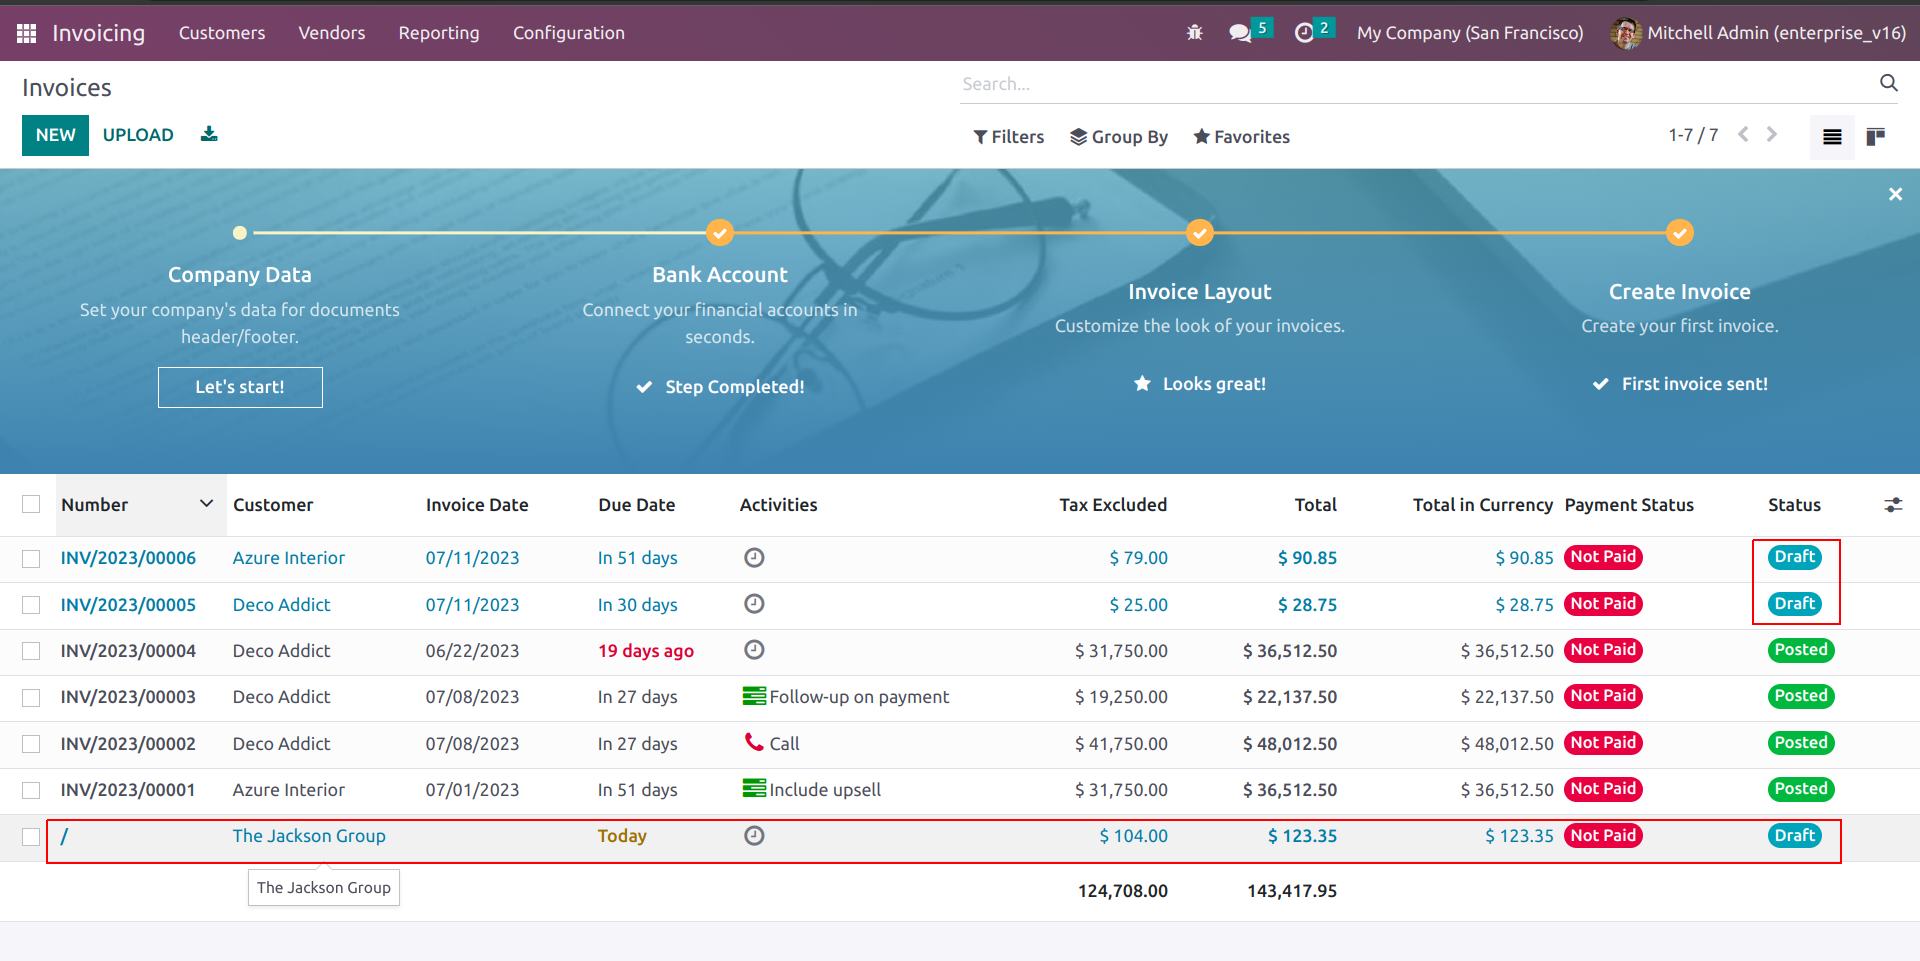 Invoicing Customers Vendors Reporting Configuration 5 2 My Company (San Francisco) Mitchell Admin (enterprise_v16)
Invoices
Search...
NEW UPLOAD
Filters Group By Favorites 1-7 / 7
Company Data
Set your company's data for documents
header/footer.
Let's start!
Bank Account
Connect your financial accounts in
seconds.
Step Completed!
Invoice Layout
Customize the look of your invoices.
Looks great!
Create Invoice
Create your first invoice.
First invoice sent!
Number Customer Invoice Date Due Date Activities Tax Excluded Total Total in Currency Payment Status Status
INV/2023/00006 Azure Interior 07/11/2023 In 51 days $ 79.00 $ 90.85 $ 90.85 Not Paid Draft
INV/2023/00005 Deco Addict 07/11/2023 In 30 days $ 25.00 $ 28.75 $ 28.75 Not Paid Draft
INV/2023/00004 Deco Addict 06/22/2023 19 days ago $ 31,750.00 $ 36,512.50 $ 36,512.50 Not Paid Posted
INV/2023/00003 Deco Addict 07/08/2023 In 27 days Follow-up on payment $ 19,250.00 $ 22,137.50 $ 22,137.50 Not Paid Posted
INV/2023/00002 Deco Addict 07/08/2023 In 27 days Call $ 41,750.00 $ 48,012.50 $ 48,012.50 Not Paid Posted
INV/2023/00001 Azure Interior 07/01/2023 In 51 days Include upsell $ 31,750.00 $ 36,512.50 $ 36,512.50 Not Paid Posted
/ The Jackson Group Today $ 104.00 $ 123.35 $ 123.35 Not Paid Draft
The Jackson Group
124,708.00 143,417.95